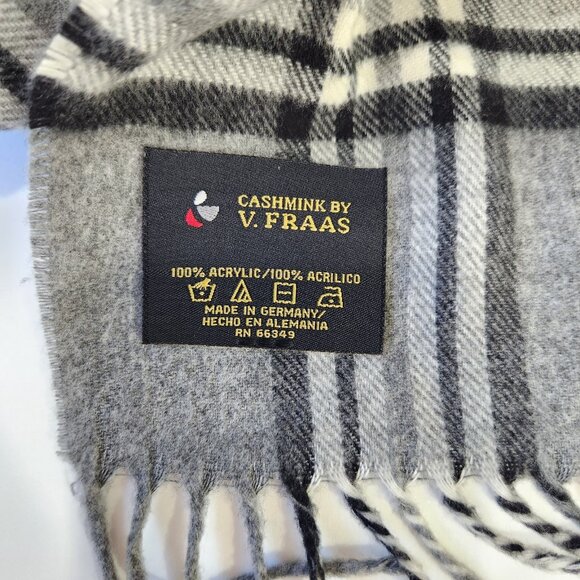 CASHMINK BY
V. FRAAS
100% ACRYLIC/100% ACRILICO
MADE IN GERMANY/
HECHO EN ALEMANIA
RN 66349